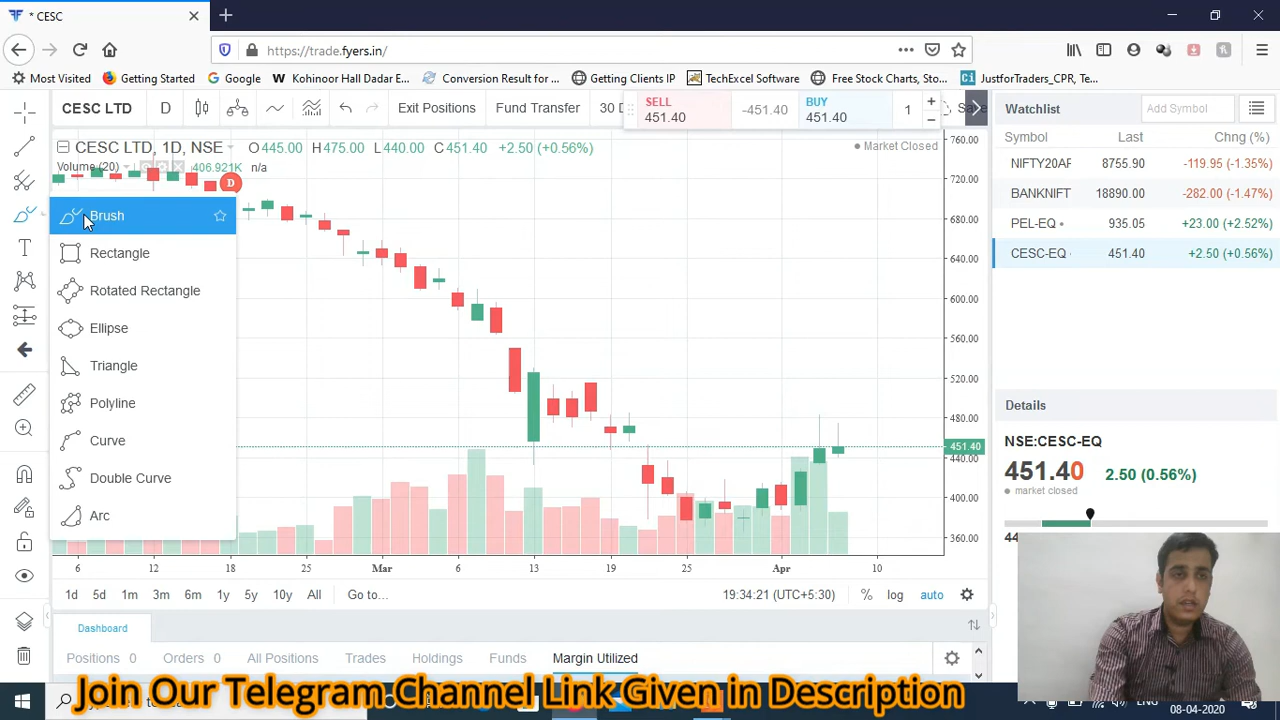 * CESC
https://trade.fyers.in/
Most Visited
Getting Started
Google
Kohinoor Hall Dadar E...
Conversion Result for ...
Getting Clients IP
TechExcel Software
Free Stock Charts, Sto...
JustforTraders_CPR, Te...
CESC LTD
D
Exit Positions
Fund Transfer
30 D
SELL
451.40
-451.40
BUY
451.40
1
CESC LTD, 1D, NSE
O 445.00 H 475.00 L 440.00 C 451.40 +2.50 (+0.56%)
Market Closed
Volume (20)
406.921K n/a
D
Brush
Rectangle
Rotated Rectangle
Ellipse
Triangle
Polyline
Curve
Double Curve
Arc
760.00
720.00
680.00
640.00
600.00
560.00
520.00
480.00
451.40
440.00
400.00
360.00
6 12 18 25 Mar 6 13 19 25 Apr 10
1d 5d 1m 3m 6m 1y 5y 10y All Go to...
19:34:21 (UTC+5:30) % log auto
Dashboard
Positions 0 Orders 0 All Positions Trades Holdings Funds Margin Utilized
Watchlist
Add Symbol
Symbol Last Chng (%)
NIFTY20AF 8755.90 -119.95 (-1.35%)
BANKNIFT 18890.00 -282.00 (-1.47%)
PEL-EQ 935.05 +23.00 (+2.52%)
CESC-EQ 451.40 +2.50 (+0.56%)
Details
NSE:CESC-EQ
451.40 2.50 (0.56%)
market closed
Join Our Telegram Channel Link Given in Description
08-04-2020